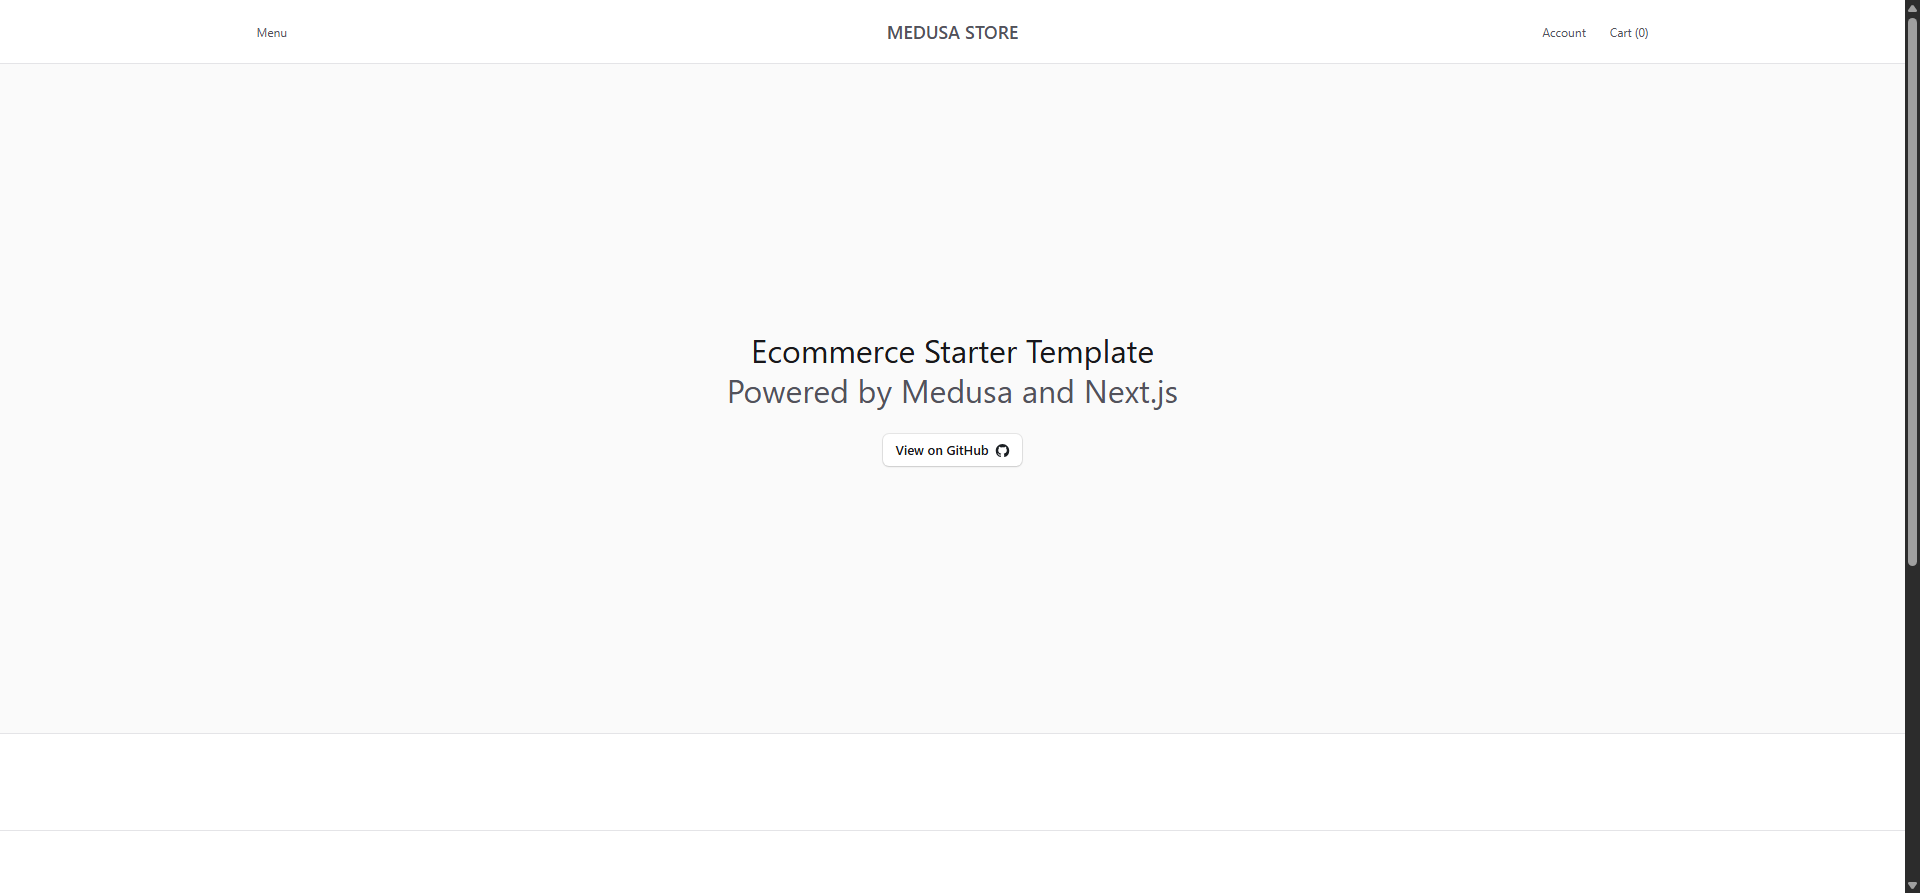 Menu
MEDUSA STORE
Account
Cart (0)
Ecommerce Starter Template
Powered by Medusa and Next.js
View on GitHub